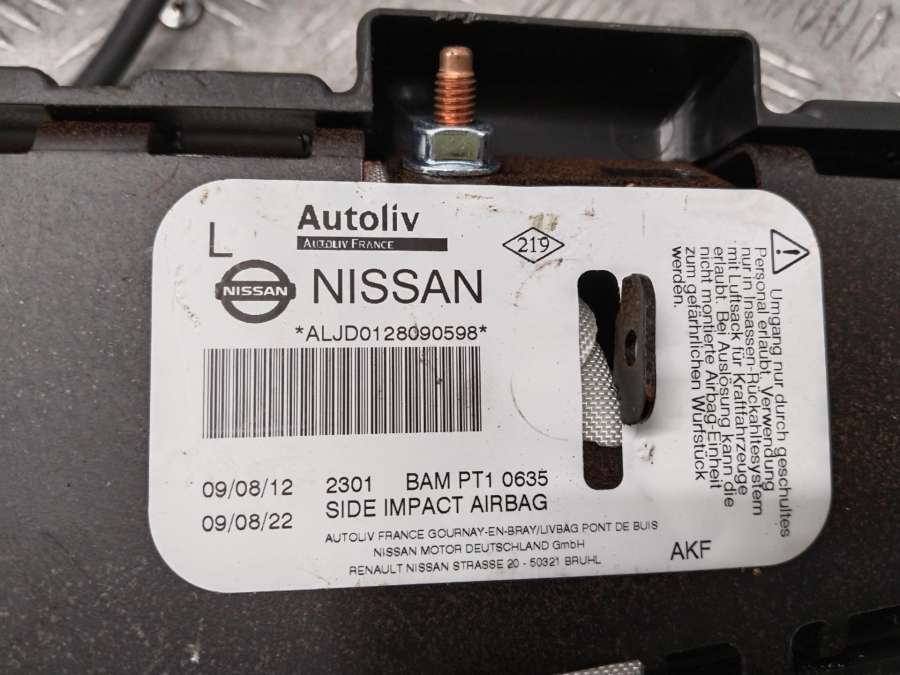 L
Autoliv
AUTOLIV FRANCE
219
NISSAN
NISSAN
*ALJD0128090598*
09/08/12 2301 BAM PT1 0635
09/08/22 SIDE IMPACT AIRBAG
AUTOLIV FRANCE GOURNAY-EN-BRAY/LIVBAG PONT DE BUIS
NISSAN MOTOR DEUTSCHLAND GmbH
RENAULT NISSAN STRASSE 20 - 50321 BRUHL
AKF
Umgang nur durch geschultes
Personal erlaubt. Verwendung
nur in Insassen-Rückahltesystem
mit Luftsack für Kraftfahrzeuge
erlaubt. Bei Auslösung kann die
nicht montierte Airbag-Einheit
zum gefährlichen Wurfstück
werden.